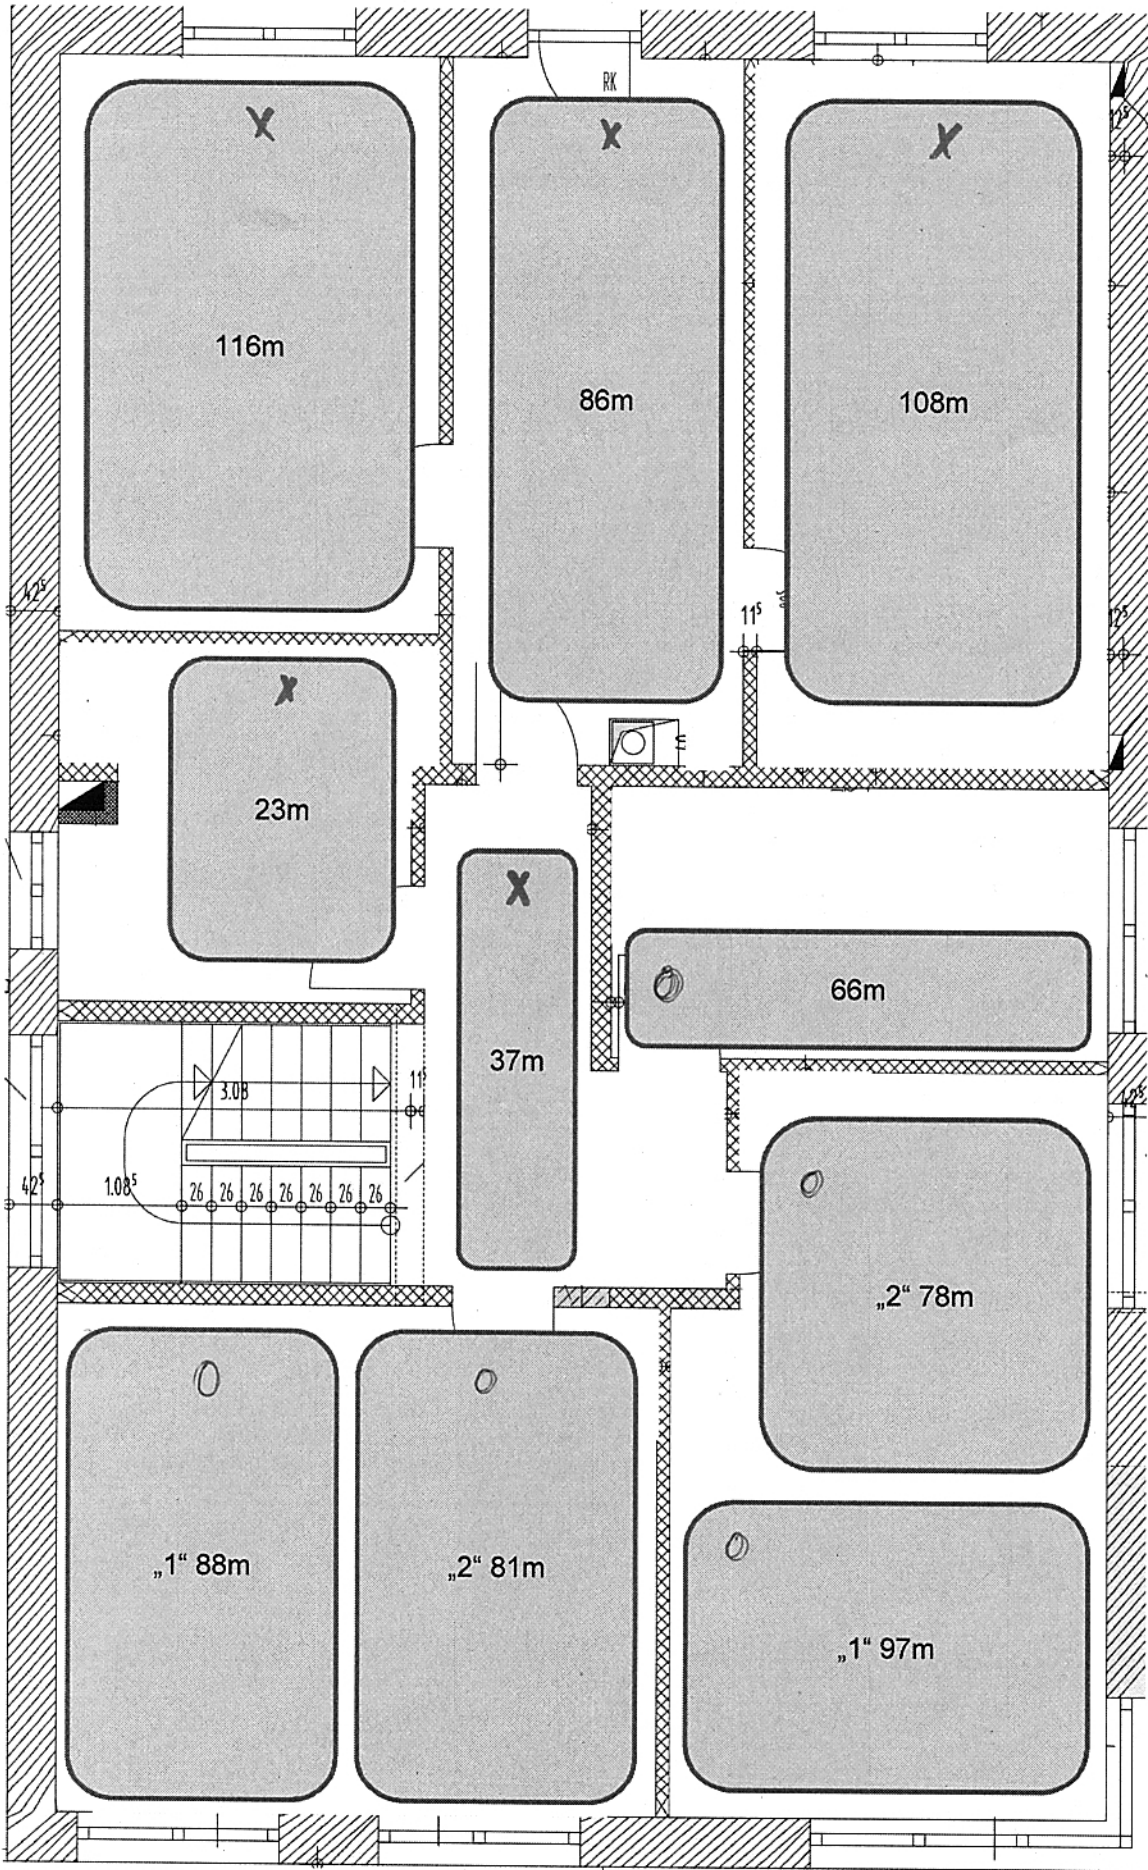 RK
X
X
X
116m
86m
108m
12⁵
42⁵
11⁵
12⁵
X
23m
X
66m
37m
3.08
11⁵
42⁵
42⁵
1.08⁵
26 26 26 26 26 26 26
„2“ 78m
„1“ 88m
„2“ 81m
„1“ 97m